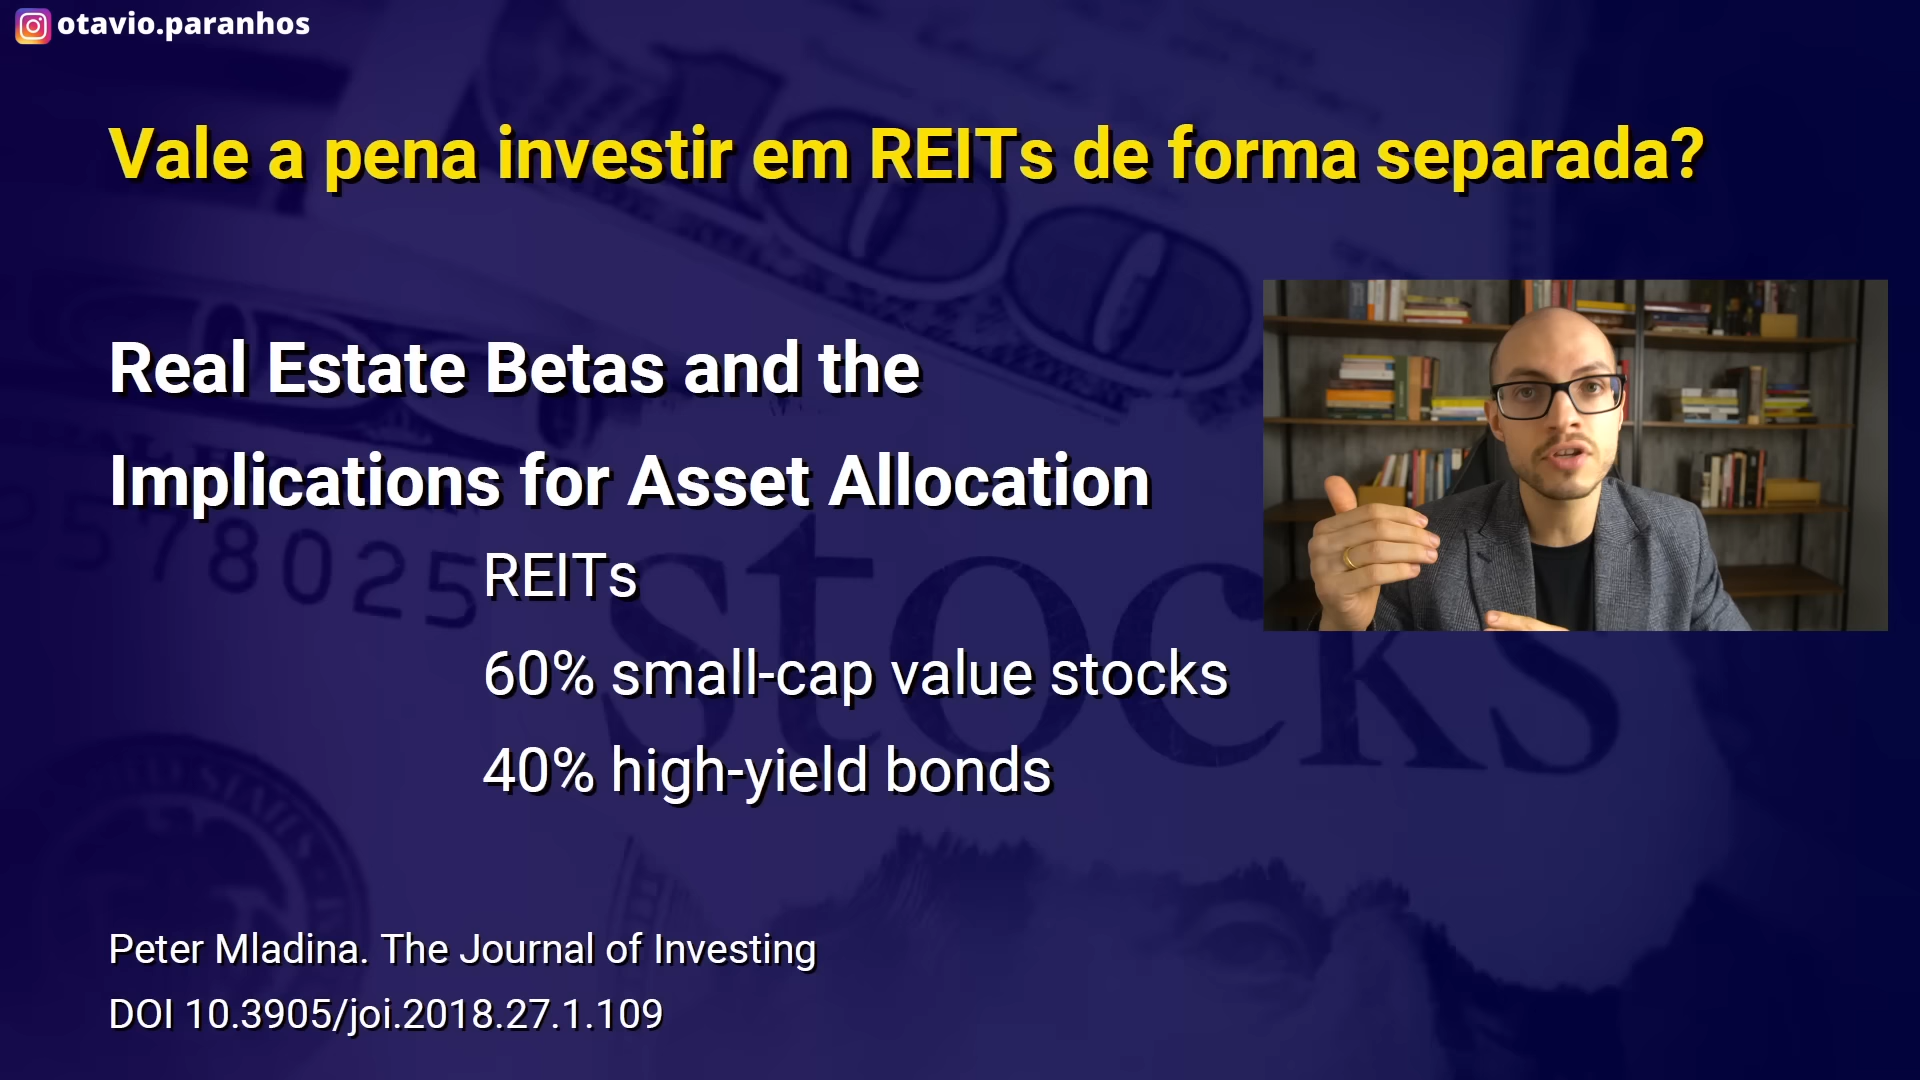 otavio.paranhos
Vale a pena investir em REITs de forma separada?
Real Estate Betas and the
Implications for Asset Allocation
REITs
60% small-cap value stocks
40% high-yield bonds
stocks
578025
Peter Mladina. The Journal of Investing
DOI 10.3905/joi.2018.27.1.109